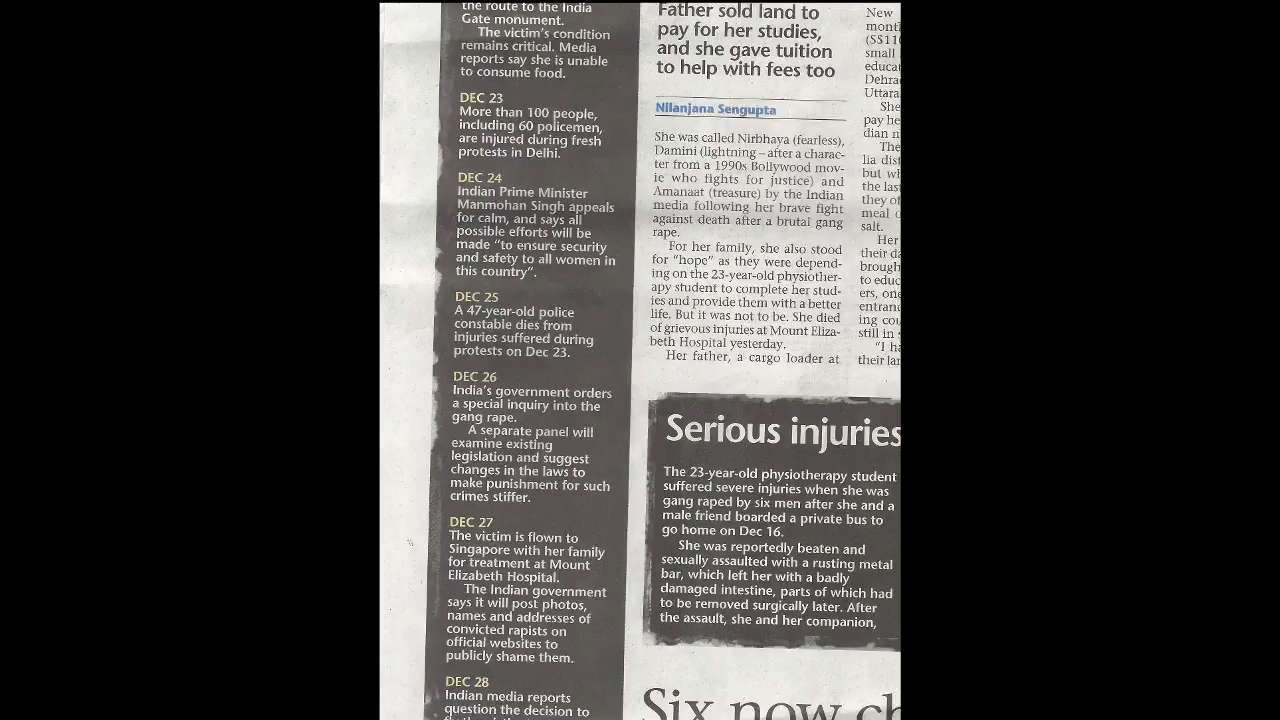 the route to the India
Gate monument.
The victim's condition
remains critical. Media
reports say she is unable
to consume food.
DEC 23
More than 100 people,
including 60 policemen,
are injured during fresh
protests in Delhi.
DEC 24
Indian Prime Minister
Manmohan Singh appeals
for calm, and says all
possible efforts will be
made “to ensure security
and safety to all women in
this country”.
DEC 25
A 47-year-old police
constable dies from
injuries suffered during
protests on Dec 23.
DEC 26
India's government orders
a special inquiry into the
gang rape.
A separate panel will
examine existing
legislation and suggest
changes in the laws to
make punishment for such
crimes stiffer.
DEC 27
The victim is flown to
Singapore with her family
for treatment at Mount
Elizabeth Hospital.
The Indian government
says it will post photos,
names and addresses of
convicted rapists on
official websites to
publicly shame them.
DEC 28
Indian media reports
question the decision to
Father sold land to
pay for her studies,
and she gave tuition
to help with fees too
Nilanjana Sengupta
She was called Nirbhaya (fearless),
Damini (lightning – after a charac-
ter from a 1990s Bollywood mov-
ie who fights for justice) and
Amanaat (treasure) by the Indian
media following her brave fight
against death after a brutal gang
rape.
For her family, she also stood
for "hope" as they were depend-
ing on the 23-year-old physiother-
apy student to complete her stud-
ies and provide them with a better
life. But it was not to be. She died
of grievous injuries at Mount Eliza-
beth Hospital yesterday.
Her father, a cargo loader at
New
(S$11
small
Dehra
Uttara
She
pay he
dian n
The
lia dis
but wh
the las
they o
meal
salt.
Her
their da
brough
to educ
ers, one
entran
ing cou
still in
"I ha
their lan
Serious injuries
The 23-year-old physiotherapy student
suffered severe injuries when she was
gang raped by six men after she and a
male friend boarded a private bus to
go home on Dec 16.
She was reportedly beaten and
sexually assaulted with a rusting metal
bar, which left her with a badly
damaged intestine, parts of which had
to be removed surgically later. After
the assault, she and her companion,
Six now ch